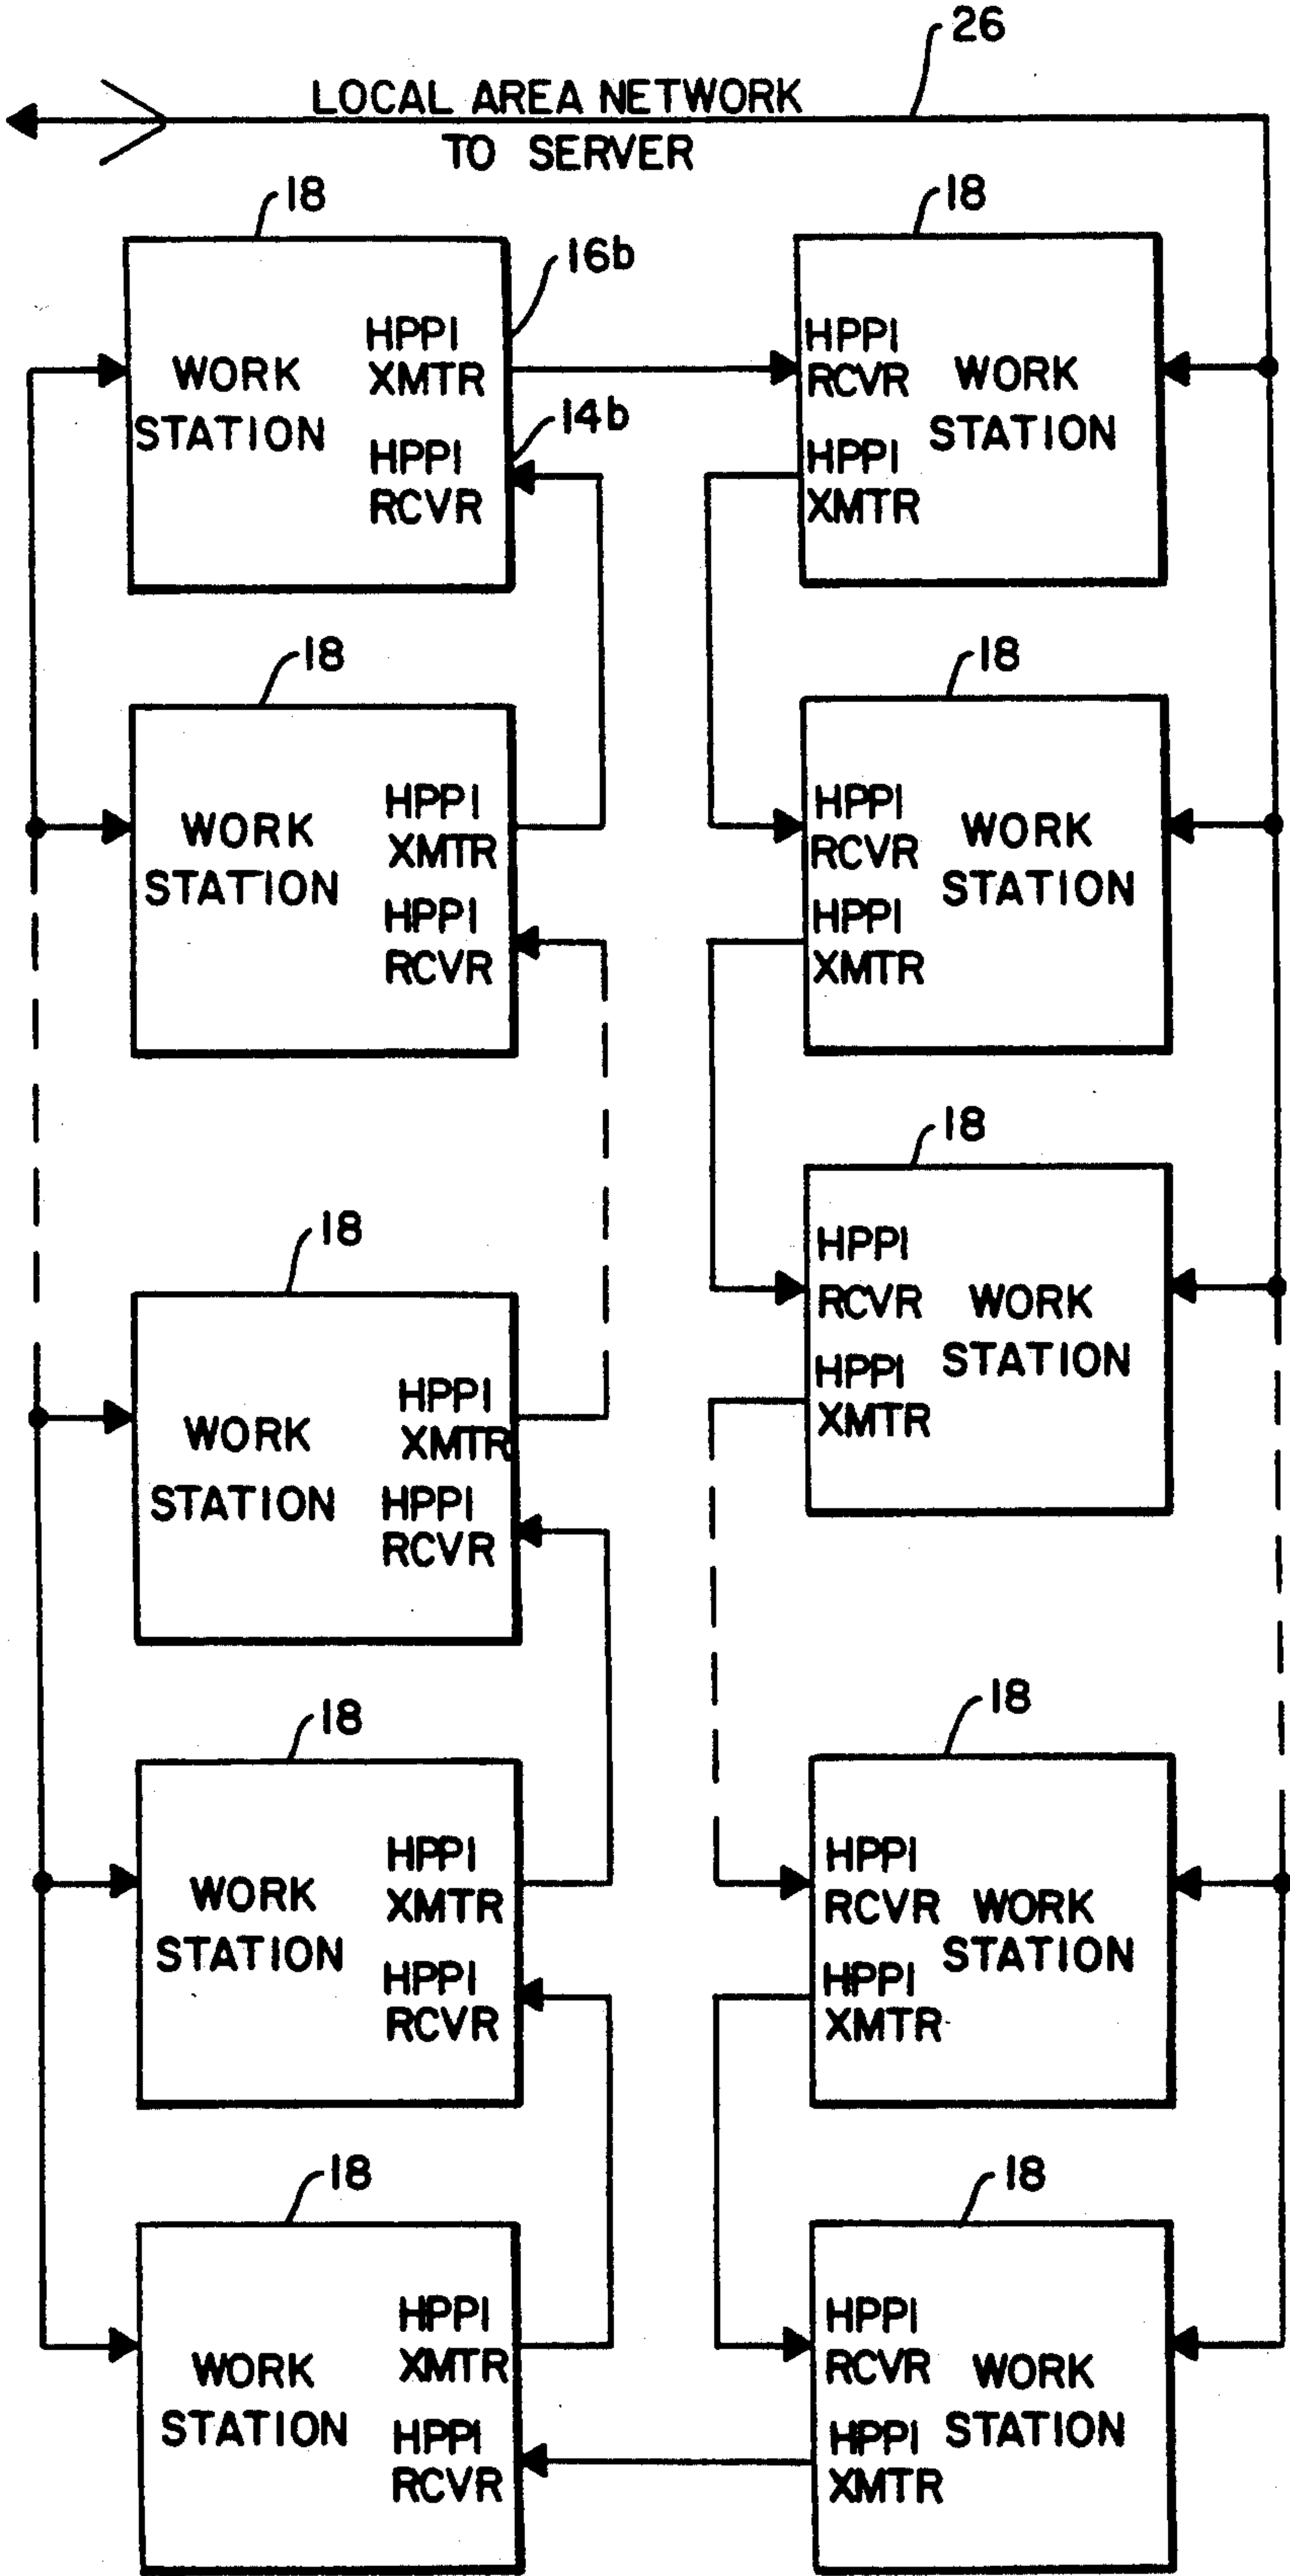 26
LOCAL AREA NETWORK
TO SERVER
18
16b
HPPI
XMTR
WORK
STATION
14b
HPPI
RCVR
18
HPPI
RCVR
WORK
STATION
HPPI
XMTR
18
HPPI
XMTR
WORK
STATION
HPPI
RCVR
18
HPPI
RCVR
WORK
STATION
HPPI
XMTR
18
HPPI
RCVR
WORK
STATION
HPPI
XMTR
18
HPPI
XMTR
WORK
STATION
HPPI
RCVR
18
HPPI
XMTR
WORK
STATION
HPPI
RCVR
18
HPPI
RCVR
WORK
STATION
HPPI
XMTR
18
HPPI
XMTR
WORK
STATION
HPPI
RCVR
18
HPPI
RCVR
WORK
STATION
HPPI
XMTR